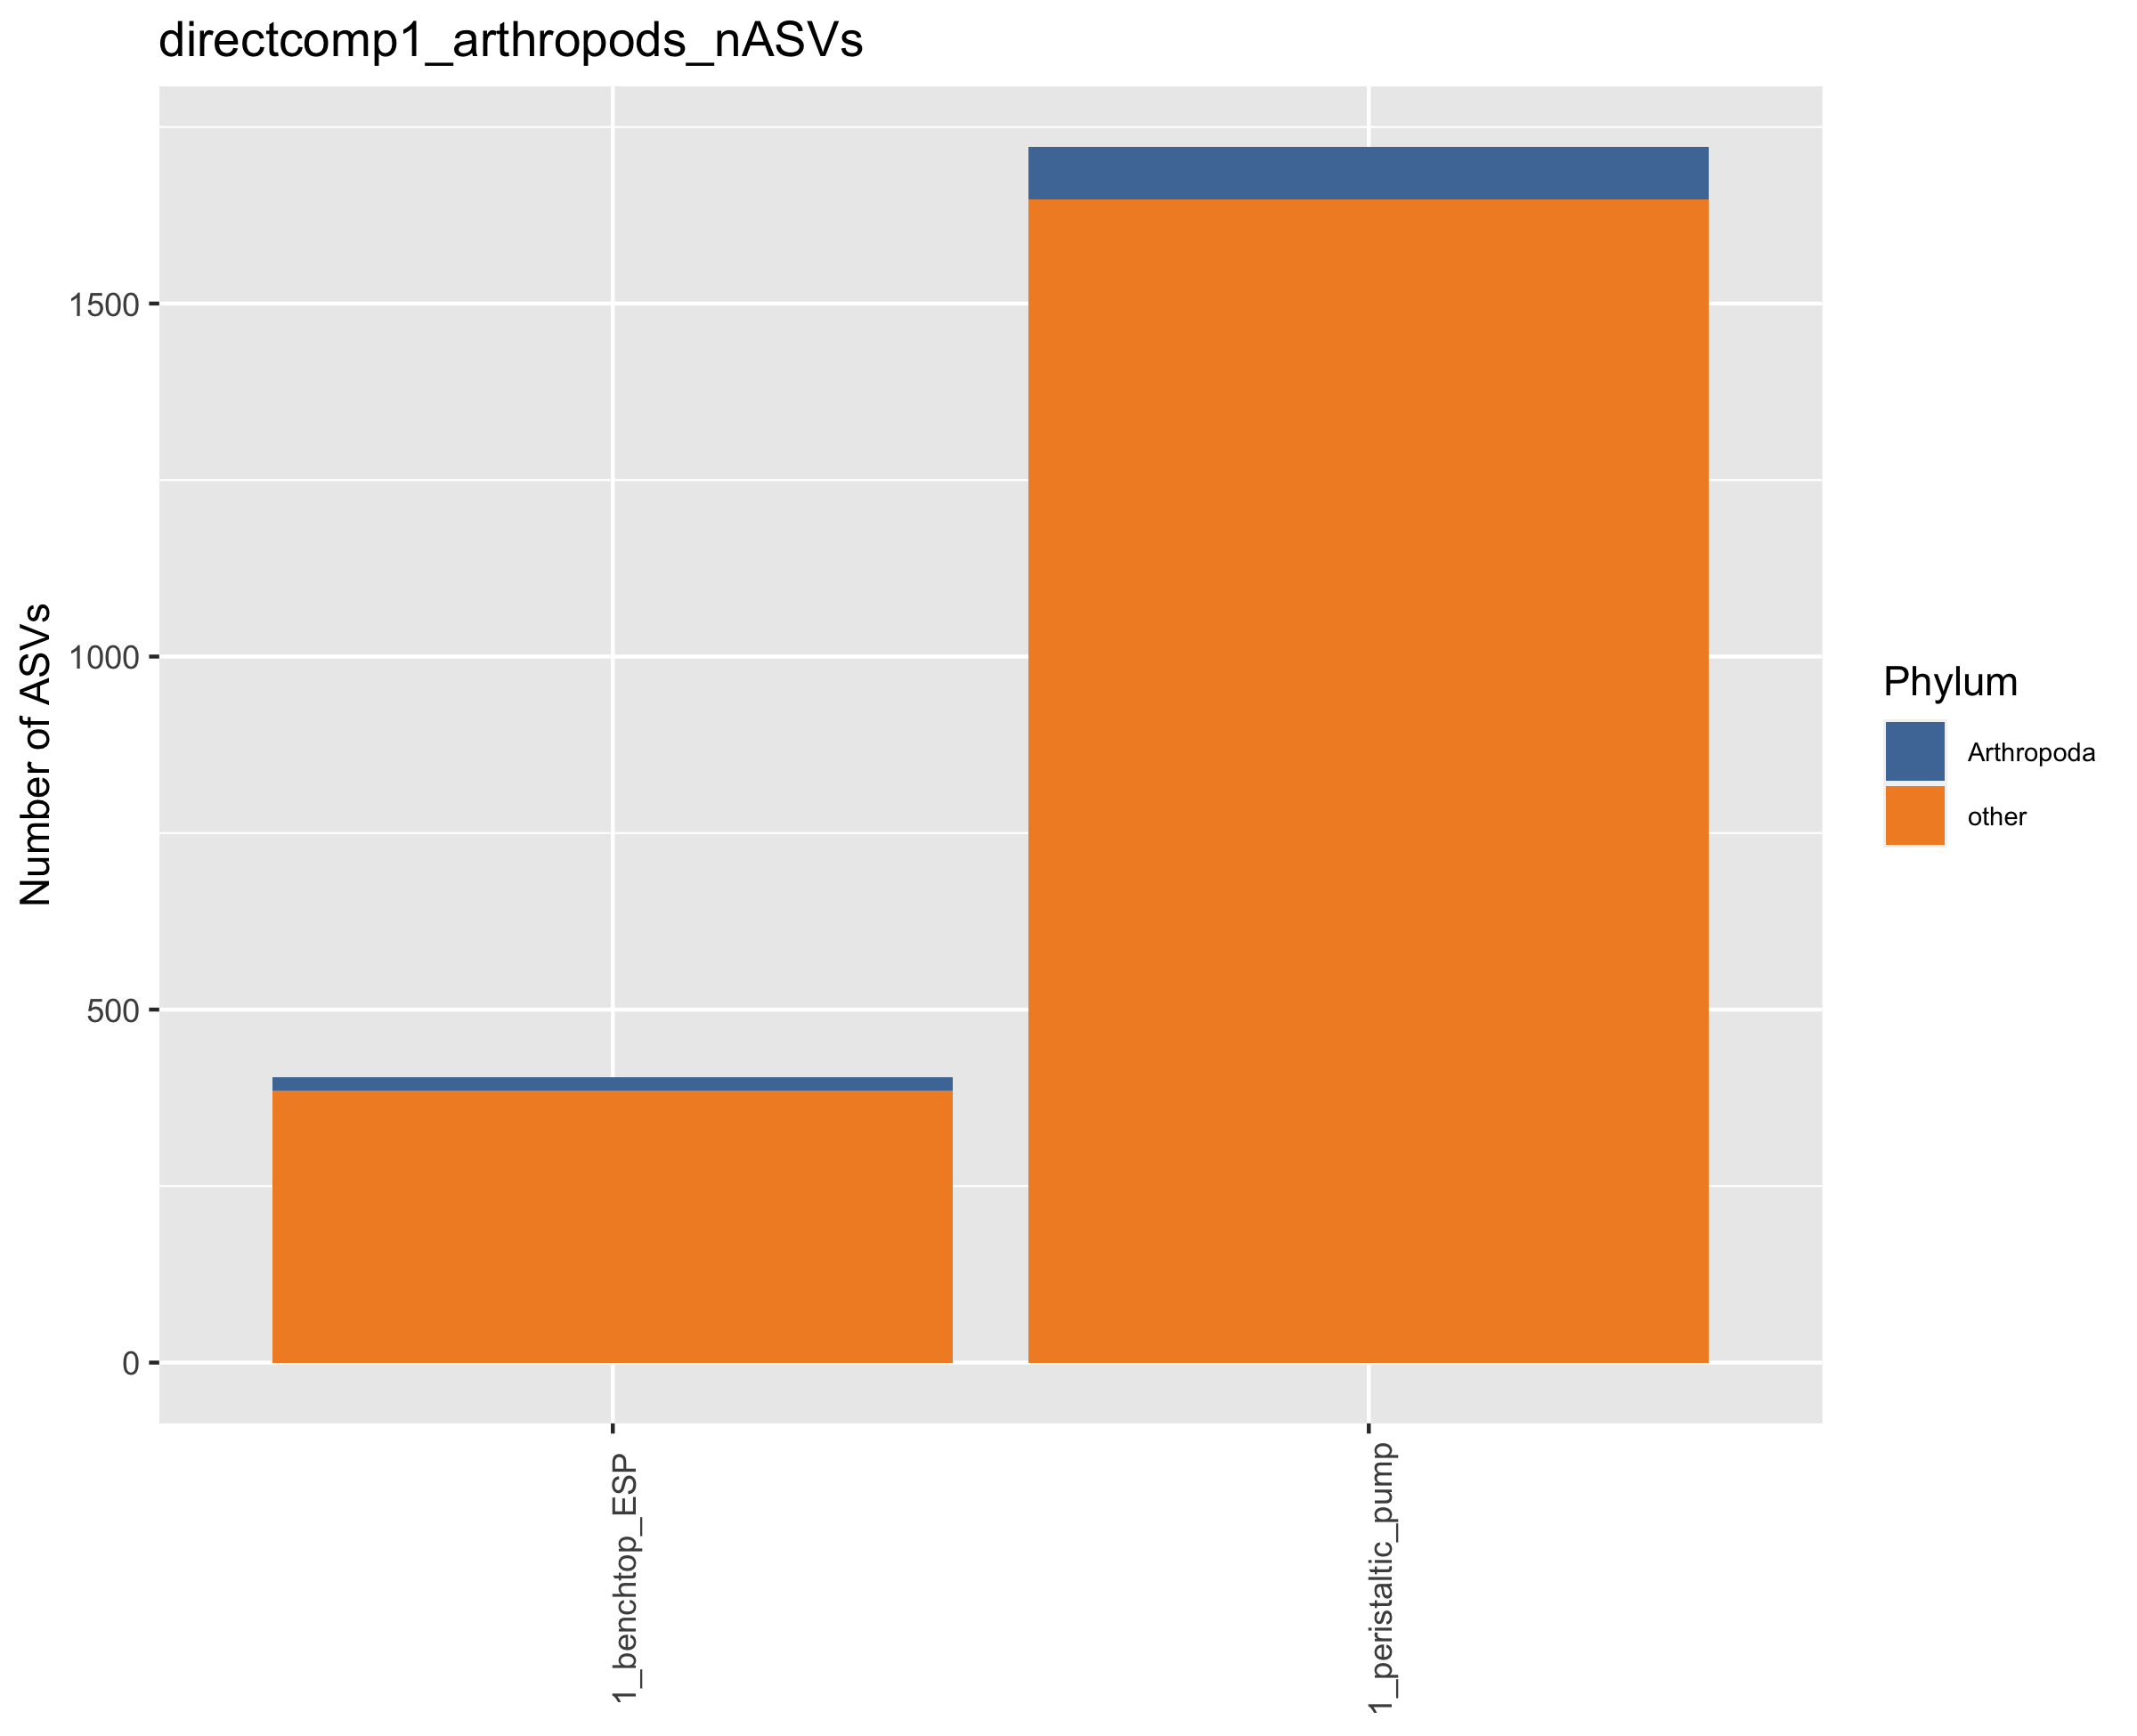 directcomp1_arthropods_nASVs
Number of ASVs
1500
1000
500
0
1_benchtop_ESP
1_peristaltic_pump
Phylum
Arthropoda
other